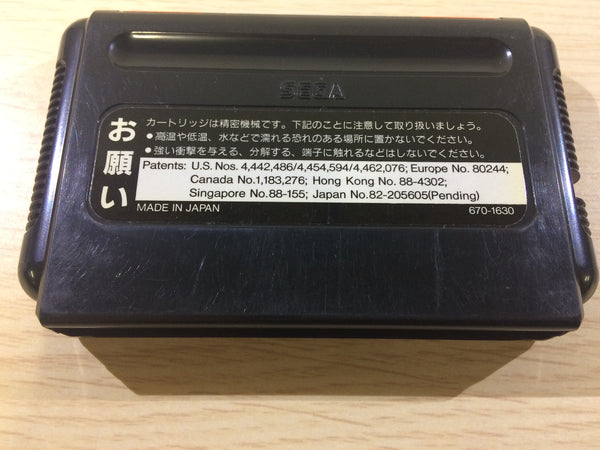 SEGA
お願い
カートリッジは精密機械です。下記のことに注意して取り扱いましょう。
●高温や低温、水などで濡れる恐れのある場所に置かないでください。
●強い衝撃を与える、分解する、端子に触れるなどはしないでください。
Patents: U.S. Nos. 4,442,486/4,454,594/4,462,076; Europe No. 80244;
Canada No.1,183,276; Hong Kong No. 88-4302;
Singapore No.88-155; Japan No.82-205605(Pending)
MADE IN JAPAN 670-1630